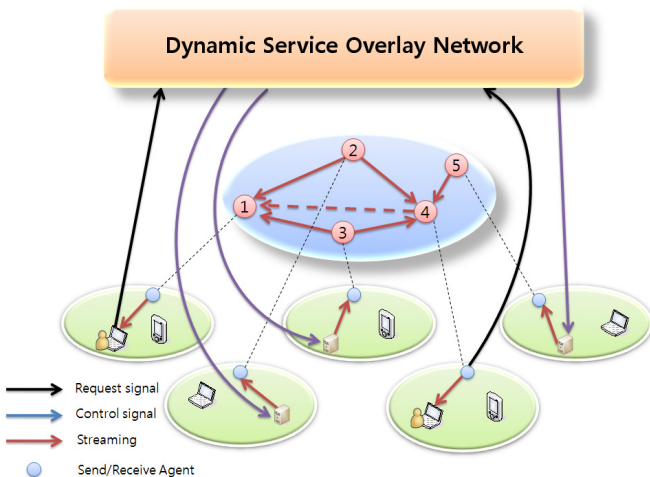 Dynamic Service Overlay Network
2
5
1
4
3
Request signal
Control signal
Streaming
Send/Receive Agent